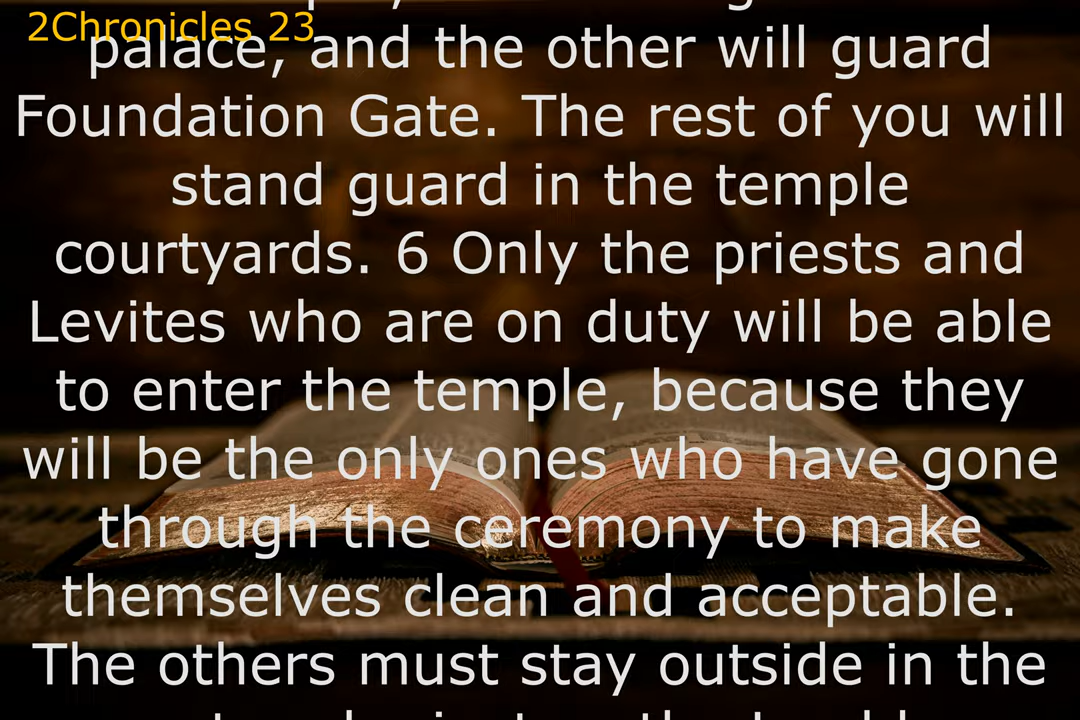 2Chronicles 23
palace, and the other will guard
Foundation Gate. The rest of you will
stand guard in the temple
courtyards. 6 Only the priests and
Levites who are on duty will be able
to enter the temple, because they
will be the only ones who have gone
through the ceremony to make
themselves clean and acceptable.
The others must stay outside in the